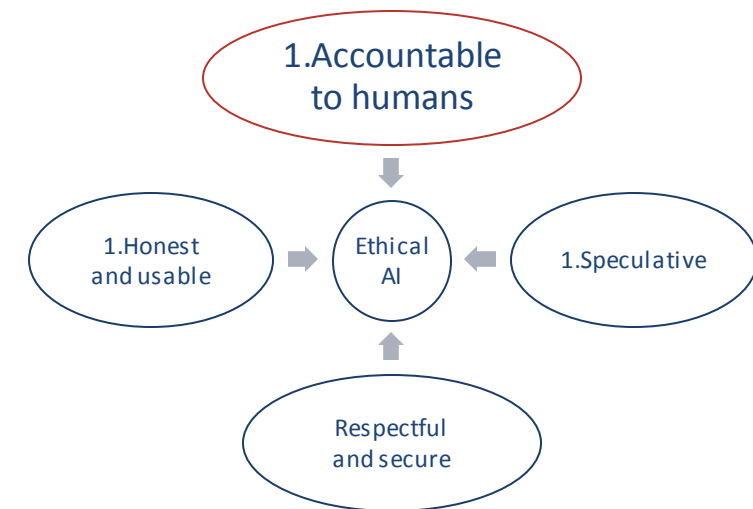 1.Accountable
to humans
1.Honest
and usable
Ethical
AI
1.Speculative
Respectful
and secure